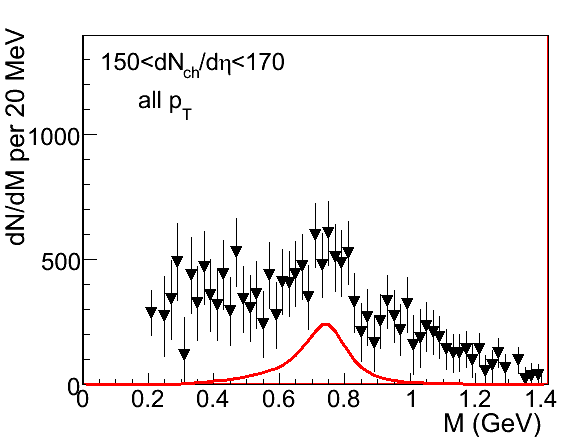 dN/dM per 20 MeV
150<dN_ch/dη<170
all p_T
1000
500
0
0 0.2 0.4 0.6 0.8 1 1.2 1.4
M (GeV)